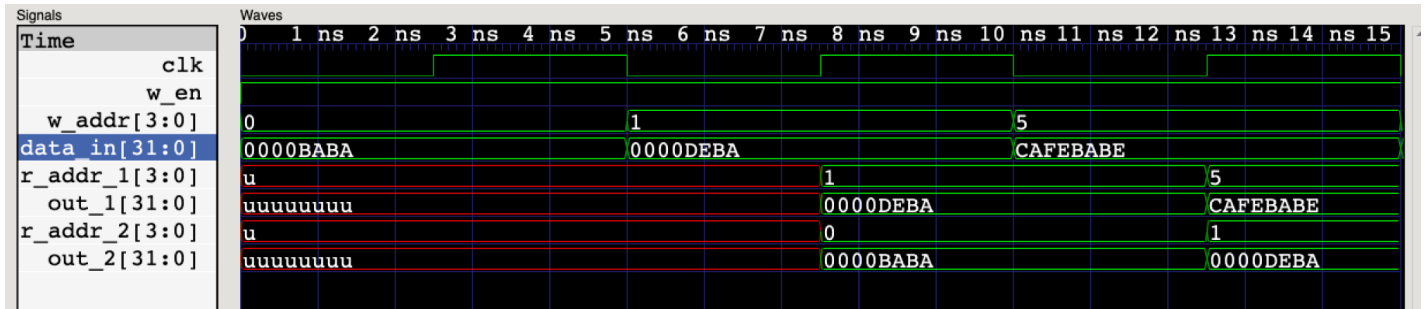 Signals
Waves
Time
0 1 ns 2 ns 3 ns 4 ns 5 ns 6 ns 7 ns 8 ns 9 ns 10 ns 11 ns 12 ns 13 ns 14 ns 15
clk
w_en
w_addr[3:0] 0 1 5
data_in[31:0] 0000BABA 0000DEBA CAFEBABE
r_addr_1[3:0] u 1 5
out_1[31:0] uuuuuuuu 0000DEBA CAFEBABE
r_addr_2[3:0] u 0 1
out_2[31:0] uuuuuuuu 0000BABA 0000DEBA